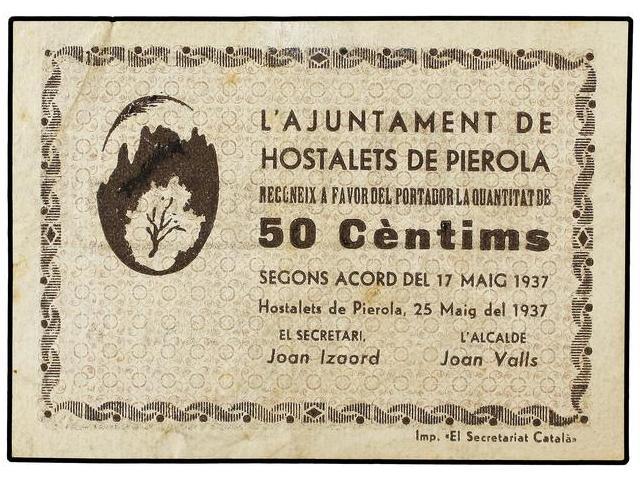 L'AJUNTAMENT DE
HOSTALETS DE PIEROLA
RECONEIX A FAVOR DEL PORTADOR LA QUANTITAT DE
50 Cèntims
SEGONS ACORD DEL 17 MAIG 1937
Hostalets de Pierola, 25 Maig del 1937
EL SECRETARI, L'ALCALDE
Joan Izaord Joan Valls
Imp. «El Secretariat Català»